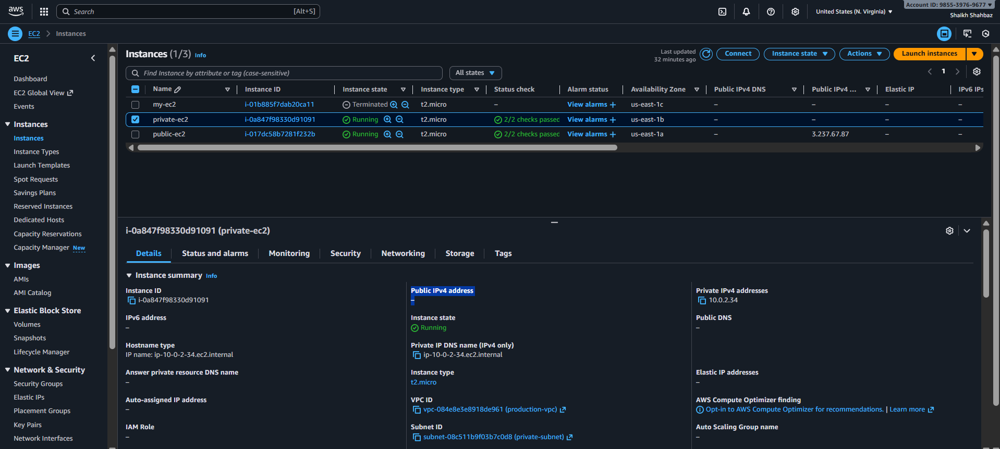 aws
Search [Alt+S]
United States (N. Virginia)
Account ID: 9855-3976-9677
Shaikh Shahbaz
EC2 Instances
EC2
Dashboard
EC2 Global View
Events
Instances
Instances
Instance Types
Launch Templates
Spot Requests
Savings Plans
Reserved Instances
Dedicated Hosts
Capacity Reservations
Capacity Manager New
Images
AMIs
AMI Catalog
Elastic Block Store
Volumes
Snapshots
Lifecycle Manager
Network & Security
Security Groups
Elastic IPs
Placement Groups
Key Pairs
Network Interfaces
Instances (1/3) Info
Last updated
32 minutes ago
Connect Instance state Actions Launch instances
Find Instance by attribute or tag (case-sensitive)
All states
1
Name Instance ID Instance state Instance type Status check Alarm status Availability Zone Public IPv4 DNS Public IPv4 ... Elastic IP IPv6 IPs
my-ec2 i-01b885f7dab20ca11 Terminated t2.micro – View alarms + us-east-1c – – – –
private-ec2 i-0a847f98330d91091 Running t2.micro 2/2 checks passed View alarms + us-east-1b – – – –
public-ec2 i-017dc58b7281f232b Running t2.micro 2/2 checks passed View alarms + us-east-1a – 3.237.67.87 – –
i-0a847f98330d91091 (private-ec2)
Details Status and alarms Monitoring Security Networking Storage Tags
Instance summary Info
Instance ID
i-0a847f98330d91091
Public IPv4 address
–
Private IPv4 addresses
10.0.2.34
IPv6 address
–
Instance state
Running
Public DNS
–
Hostname type
IP name: ip-10-0-2-34.ec2.internal
Private IP DNS name (IPv4 only)
ip-10-0-2-34.ec2.internal
Answer private resource DNS name
–
Instance type
t2.micro
Elastic IP addresses
–
Auto-assigned IP address
–
VPC ID
vpc-084e8e3e8918de961 (production-vpc)
AWS Compute Optimizer finding
Opt-in to AWS Compute Optimizer for recommendations. | Learn more
IAM Role
–
Subnet ID
subnet-08c511b9f03b7c0d8 (private-subnet)
Auto Scaling Group name
–